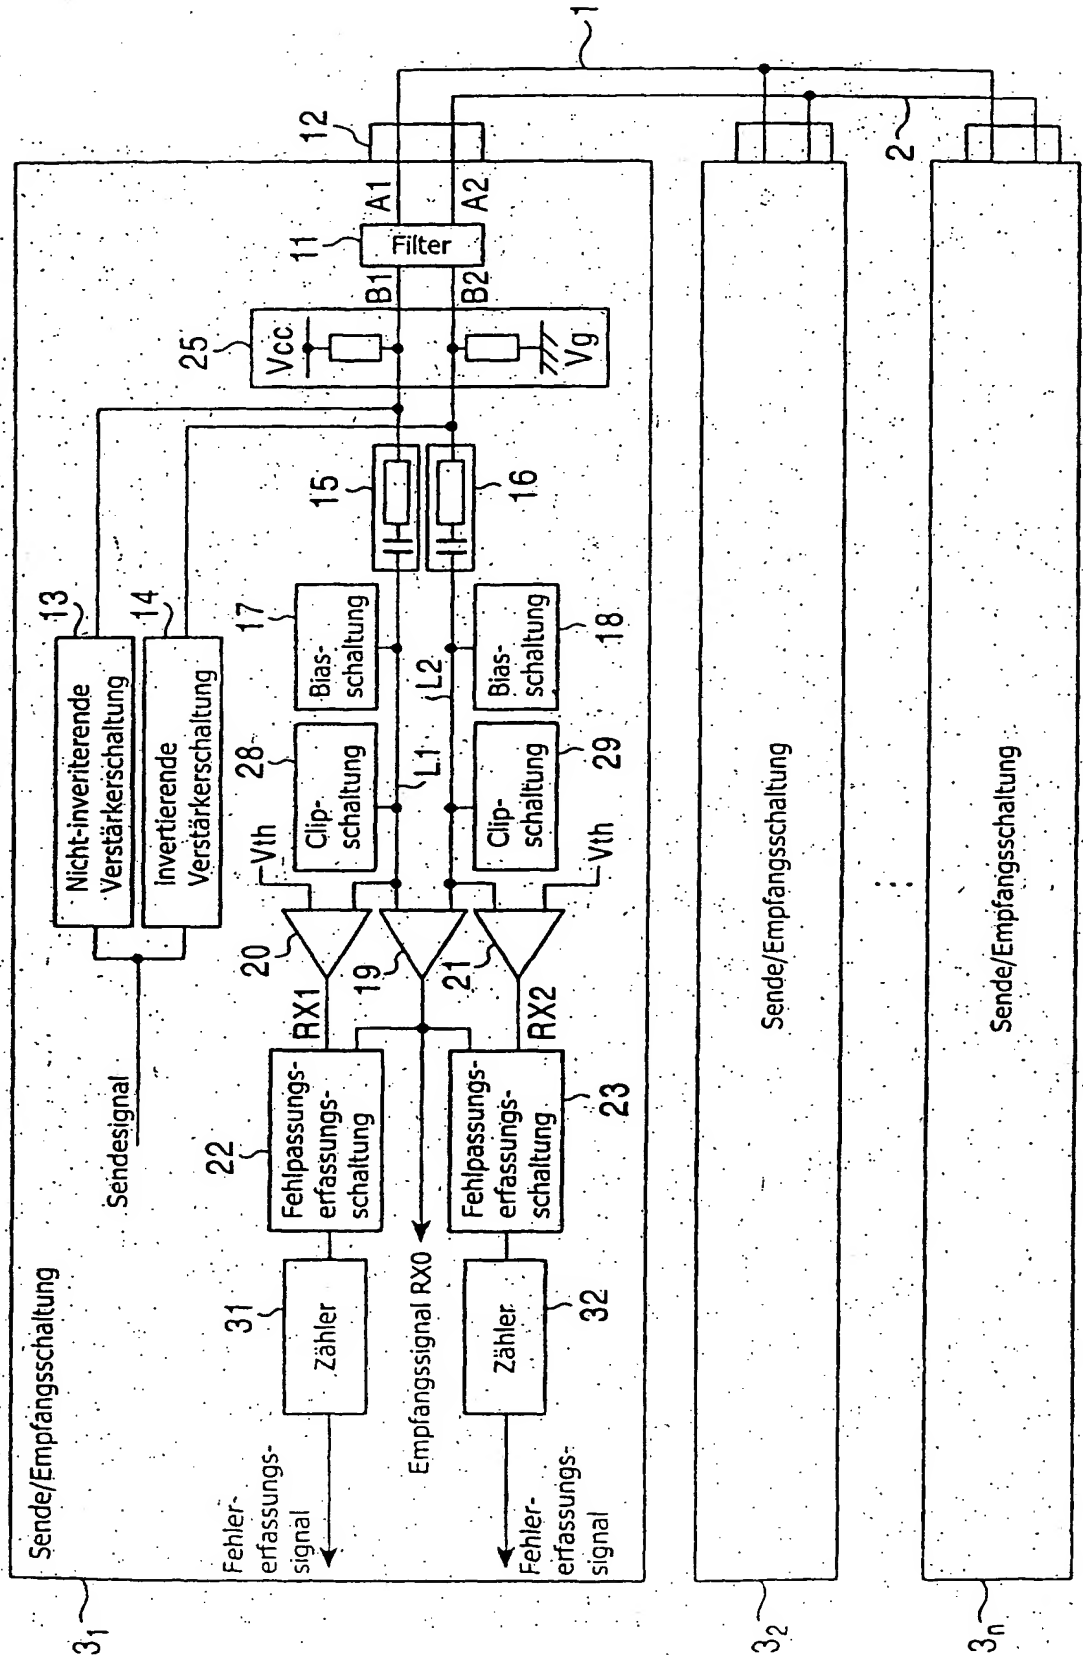 Sende/Empfangsschaltung
3₁
Sendesignal
Nicht-inveriterende
Verstärkerschaltung
13
Invertierende
Verstärkerschaltung
14
Fehler-
erfassungs-
signal
31
Zähler
22
Fehlpassungs-
erfassungs-
schaltung
RX1
20
Vth
28
Clip-
schaltung
17
Bias-
schaltung
15
25
Vcc
B1
11
Filter
A1
12
1
Empfangssignal RX0
19
L1
L2
Fehler-
erfassungs-
signal
Zähler
32
Fehlpassungs-
erfassungs-
schaltung
23
RX2
21
Vth
Clip-
schaltung
29
Bias-
schaltung
18
16
Vg
B2
A2
2
3₂
Sende/Empfangsschaltung
3ₙ
Sende/Empfangsschaltung